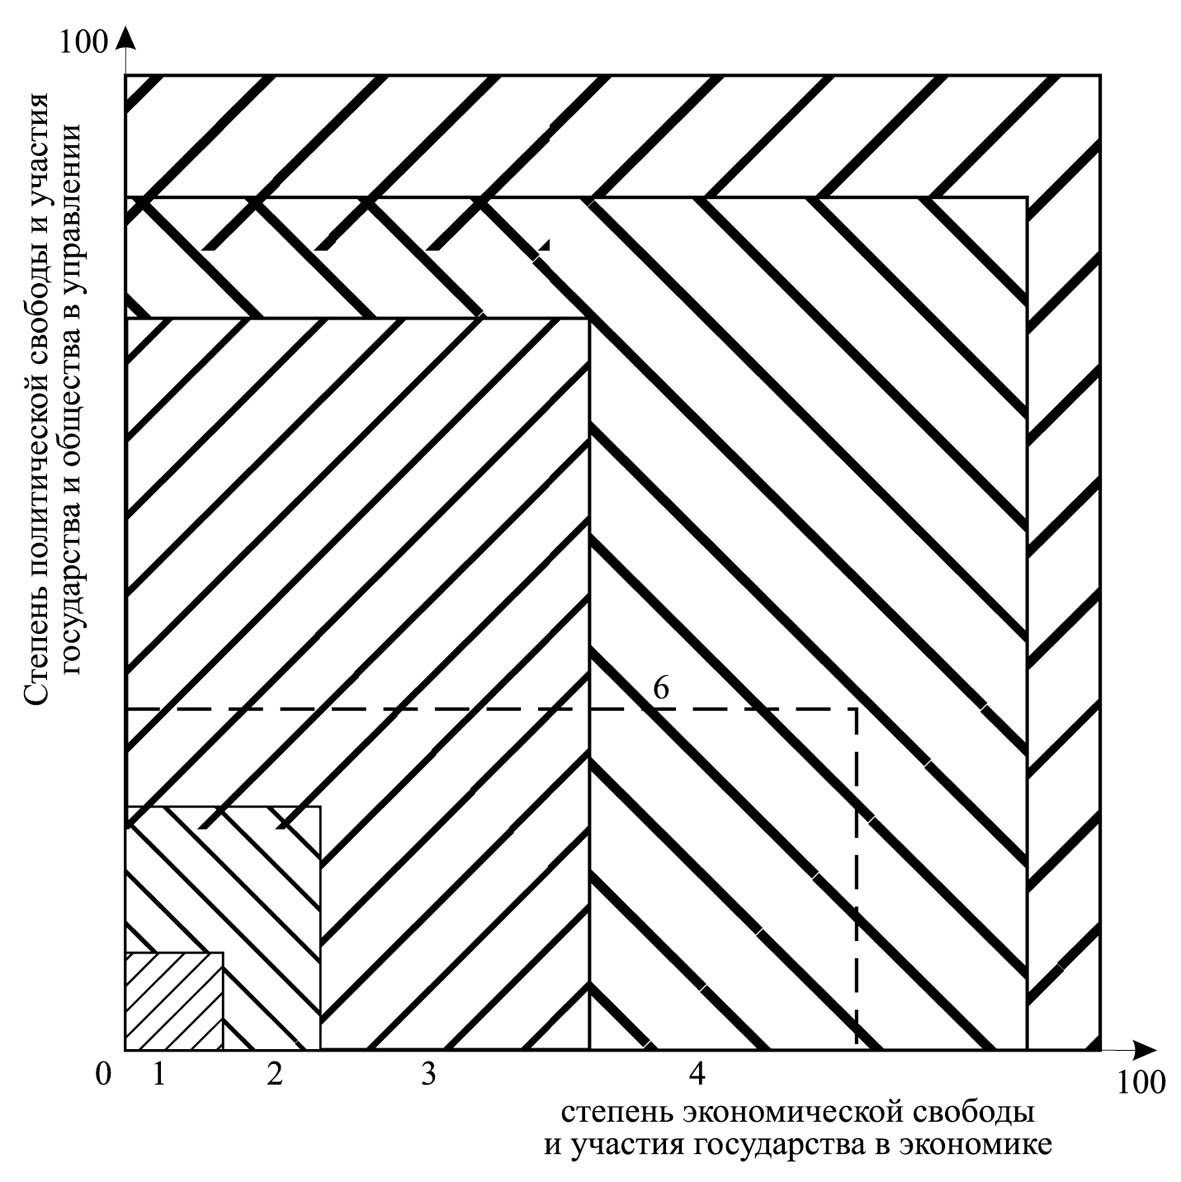 100
Степень политической свободы и участия
государства и общества в управлении
6
0
1
2
3
4
100
степень экономической свободы
и участия государства в экономике